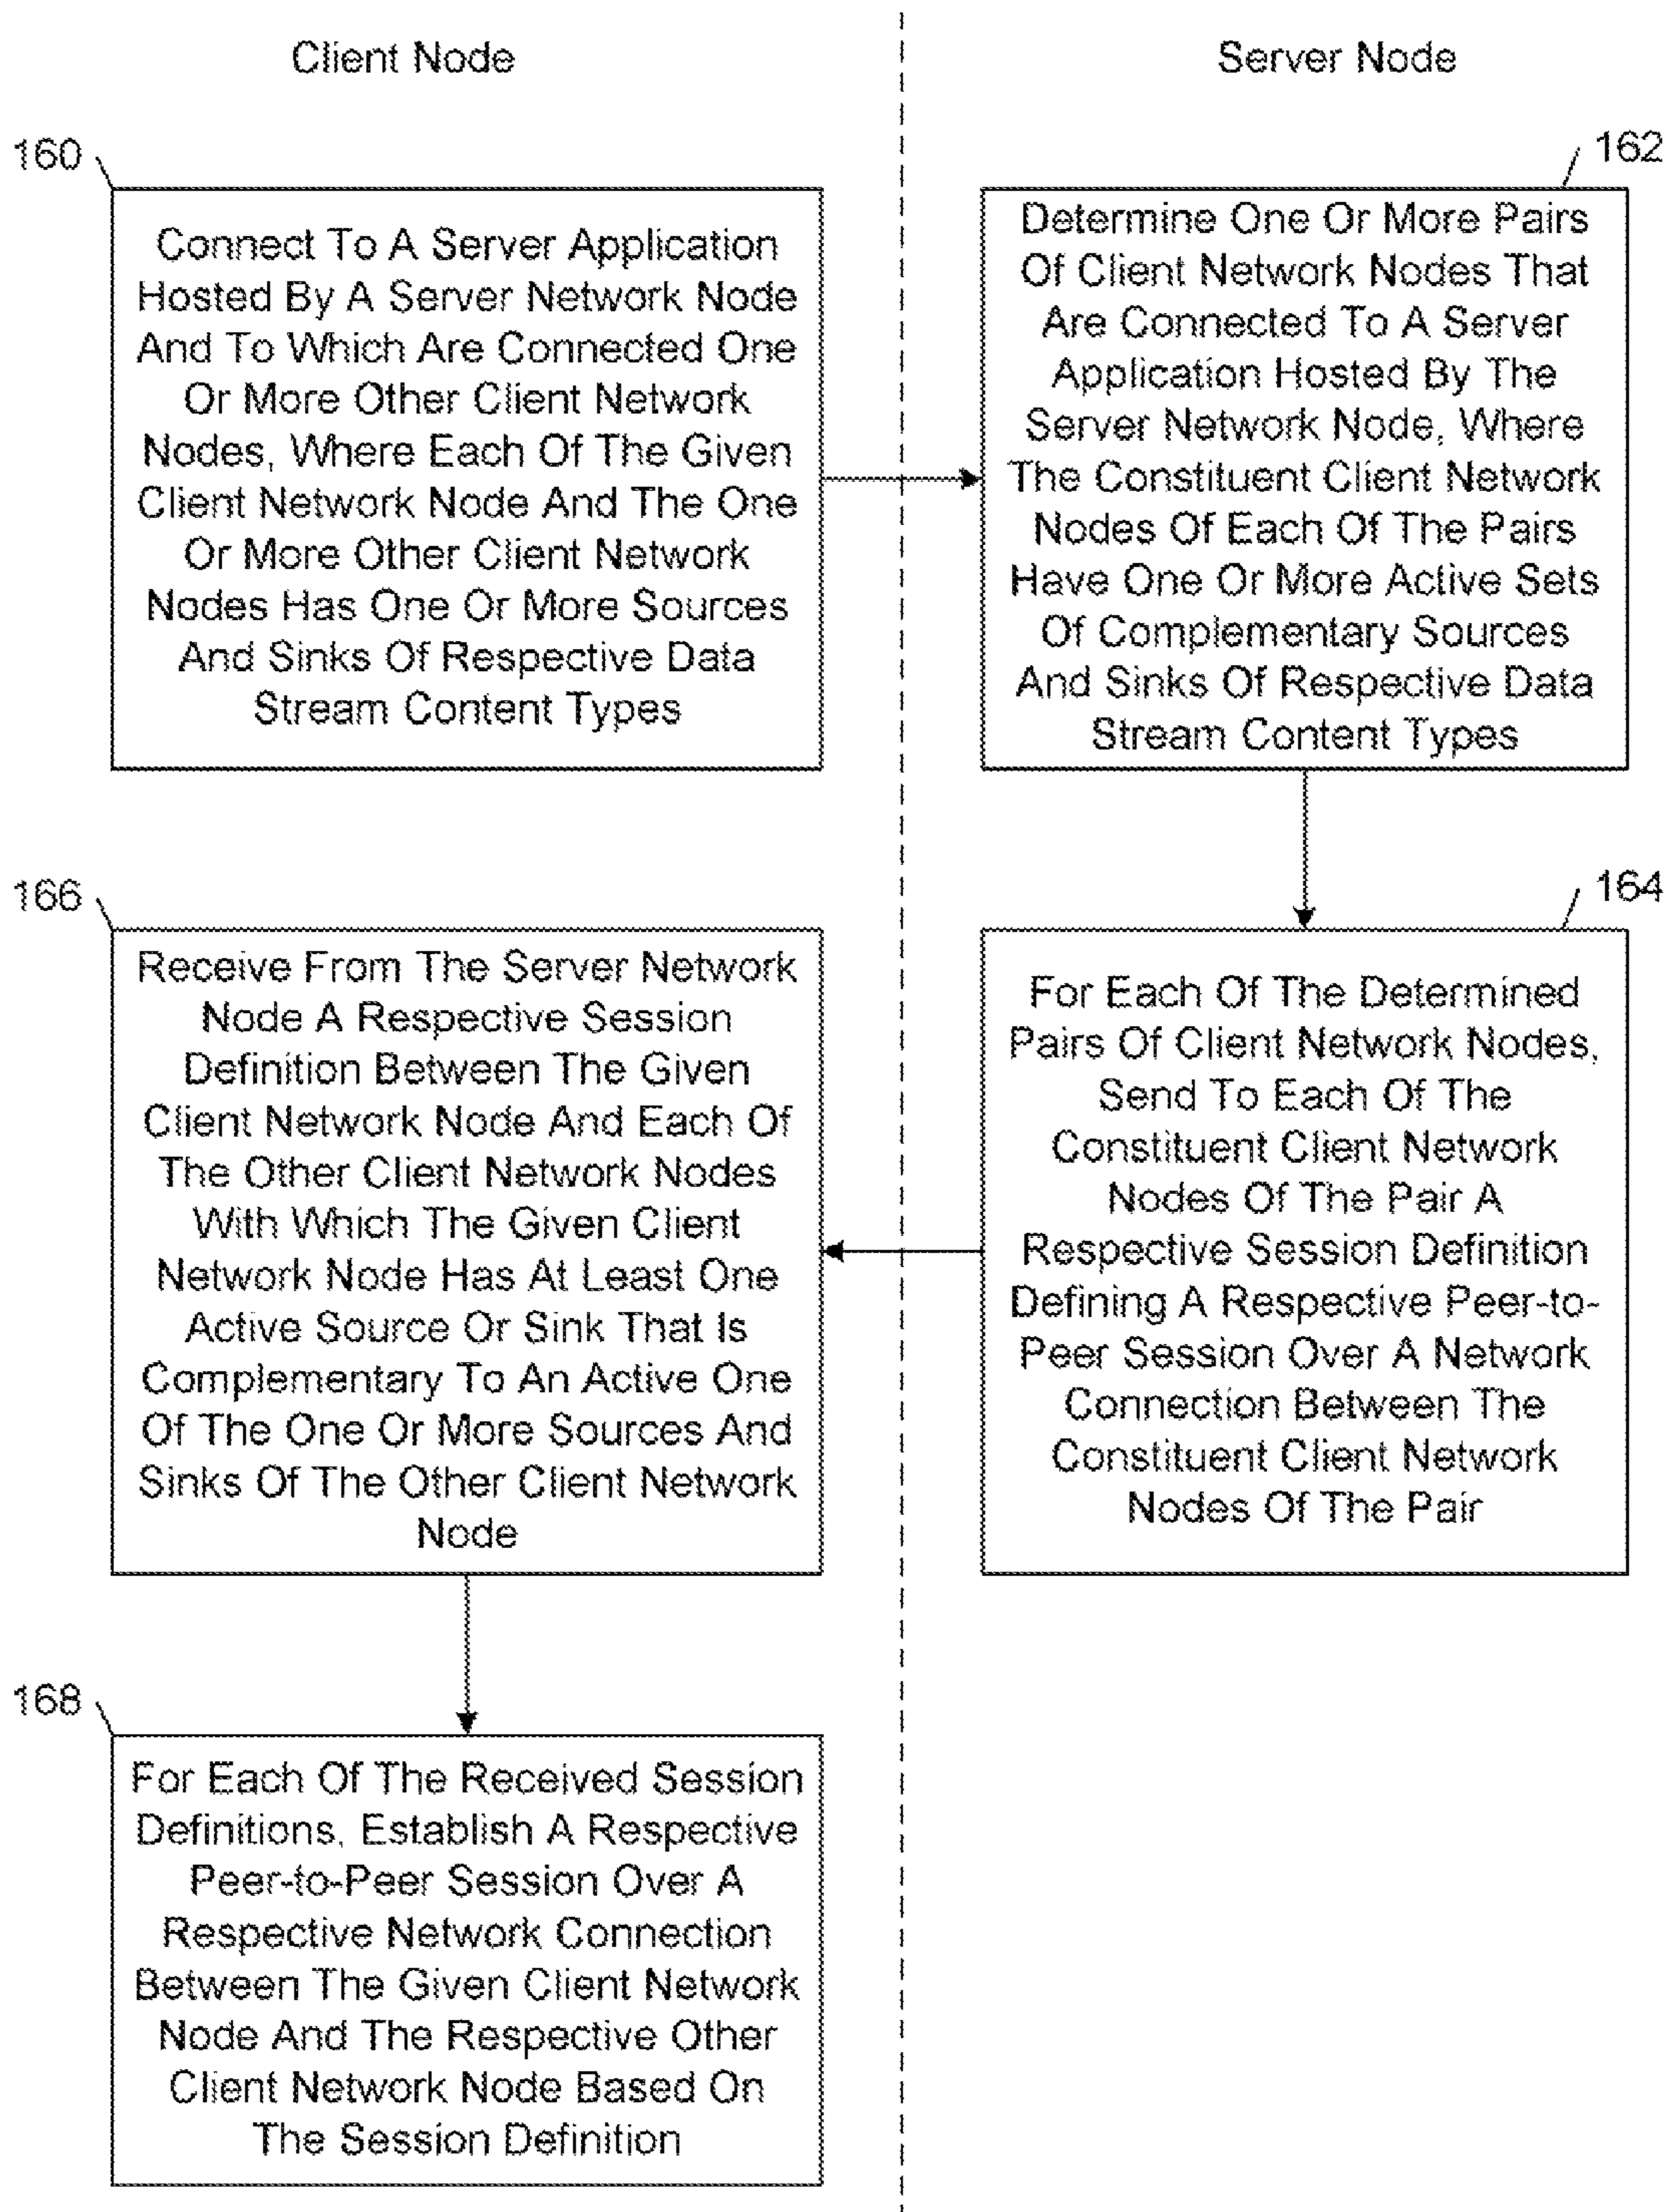 Client Node
Server Node
160
Connect To A Server Application
Hosted By A Server Network Node
And To Which Are Connected One
Or More Other Client Network
Nodes, Where Each Of The Given
Client Network Node And The One
Or More Other Client Network
Nodes Has One Or More Sources
And Sinks Of Respective Data
Stream Content Types
162
Determine One Or More Pairs
Of Client Network Nodes That
Are Connected To A Server
Application Hosted By The
Server Network Node, Where
The Constituent Client Network
Nodes Of Each Of The Pairs
Have One Or More Active Sets
Of Complementary Sources
And Sinks Of Respective Data
Stream Content Types
164
For Each Of The Determined
Pairs Of Client Network Nodes,
Send To Each Of The
Constituent Client Network
Nodes Of The Pair A
Respective Session Definition
Defining A Respective Peer-to-
Peer Session Over A Network
Connection Between The
Constituent Client Network
Nodes Of The Pair
166
Receive From The Server Network
Node A Respective Session
Definition Between The Given
Client Network Node And Each Of
The Other Client Network Nodes
With Which The Given Client
Network Node Has At Least One
Active Source Or Sink That Is
Complementary To An Active One
Of The One Or More Sources And
Sinks Of The Other Client Network
Node
168
For Each Of The Received Session
Definitions, Establish A Respective
Peer-to-Peer Session Over A
Respective Network Connection
Between The Given Client Network
Node And The Respective Other
Client Network Node Based On
The Session Definition